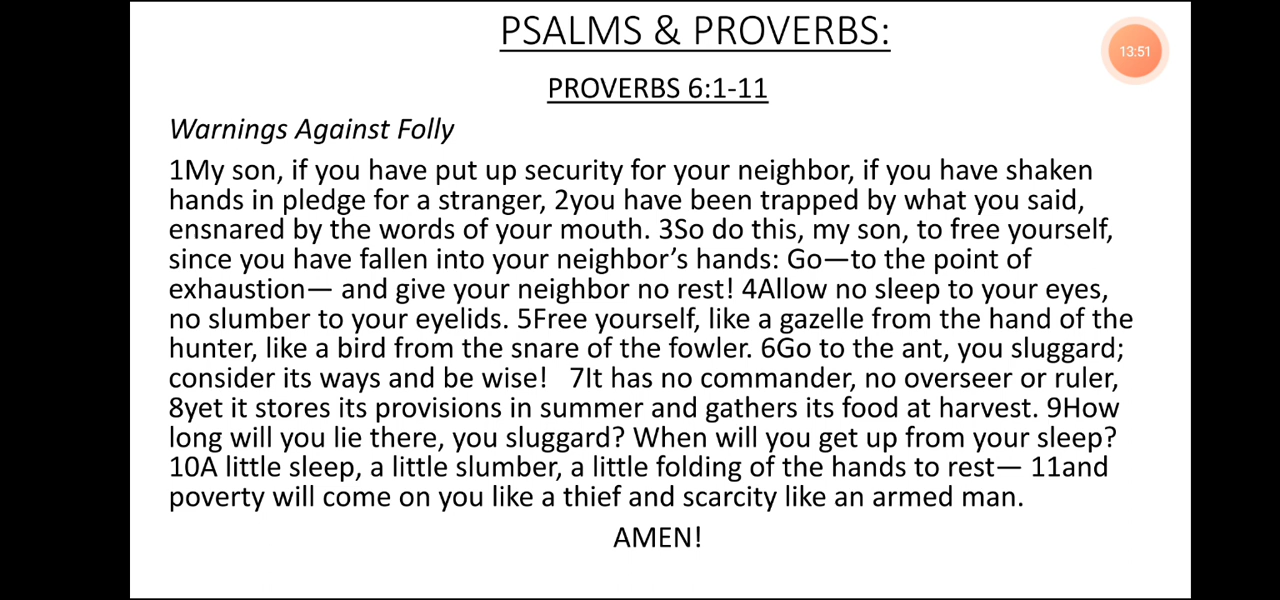 PSALMS & PROVERBS:
13:51
PROVERBS 6:1-11
Warnings Against Folly
1My son, if you have put up security for your neighbor, if you have shaken
hands in pledge for a stranger, 2you have been trapped by what you said,
ensnared by the words of your mouth. 3So do this, my son, to free yourself,
since you have fallen into your neighbor’s hands: Go—to the point of
exhaustion— and give your neighbor no rest! 4Allow no sleep to your eyes,
no slumber to your eyelids. 5Free yourself, like a gazelle from the hand of the
hunter, like a bird from the snare of the fowler. 6Go to the ant, you sluggard;
consider its ways and be wise!   7It has no commander, no overseer or ruler,
8yet it stores its provisions in summer and gathers its food at harvest. 9How
long will you lie there, you sluggard? When will you get up from your sleep?
10A little sleep, a little slumber, a little folding of the hands to rest— 11and
poverty will come on you like a thief and scarcity like an armed man.
AMEN!